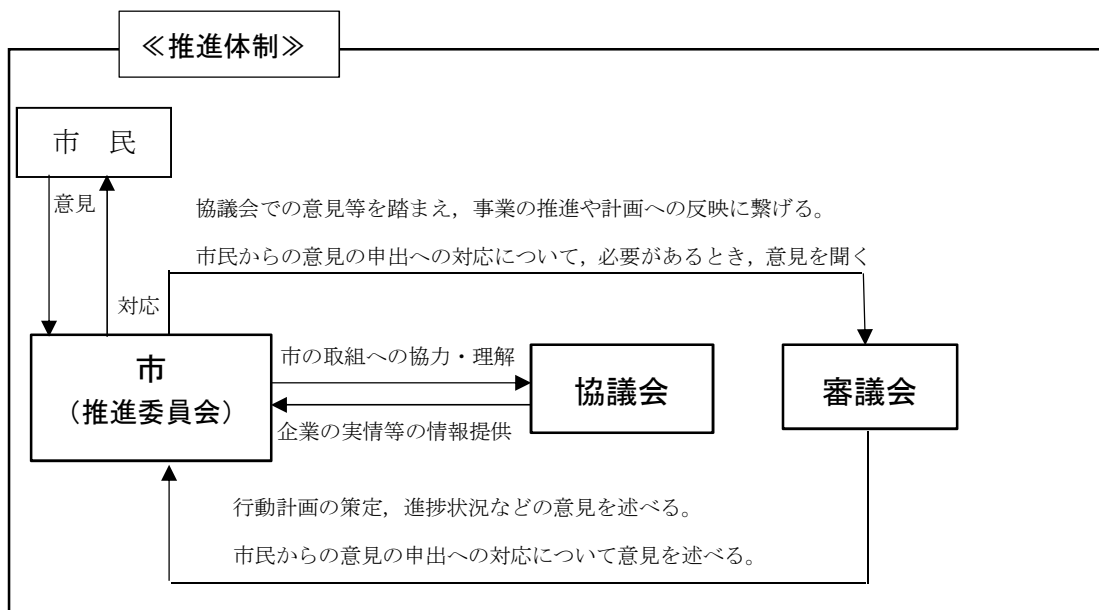 ≪推進体制≫
市　民
意見
協議会での意見等を踏まえ，事業の推進や計画への反映に繋げる。
市民からの意見の申出への対応について，必要があるとき，意見を聞く
対応
市
（推進委員会）
市の取組への協力・理解
協議会
審議会
企業の実情等の情報提供
行動計画の策定，進捗状況などの意見を述べる。
市民からの意見の申出への対応について意見を述べる。